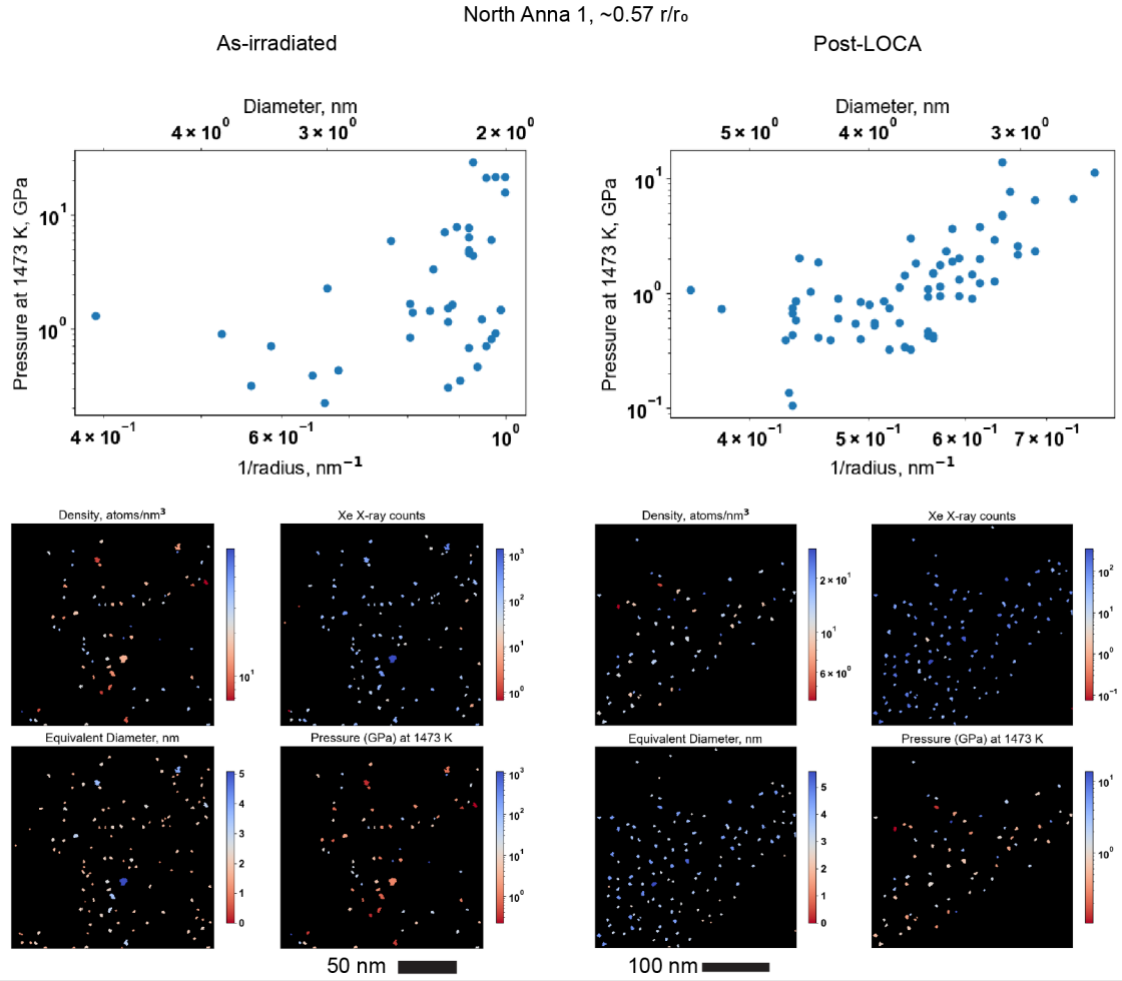 North Anna 1, ~0.57 r/r₀
As-irradiated
Post-LOCA
Diameter, nm
4 × 10⁰ 3 × 10⁰ 2 × 10⁰
Pressure at 1473 K, GPa
10¹
10⁰
4 × 10⁻¹ 6 × 10⁻¹ 10⁰
1/radius, nm⁻¹
Diameter, nm
5 × 10⁰ 4 × 10⁰ 3 × 10⁰
Pressure at 1473 K, GPa
10¹
10⁰
10⁻¹
4 × 10⁻¹ 5 × 10⁻¹ 6 × 10⁻¹ 7 × 10⁻¹
1/radius, nm⁻¹
Density, atoms/nm³
10¹
Xe X-ray counts
10³
10²
10¹
10⁰
Density, atoms/nm³
2 × 10¹
10¹
6 × 10⁰
Xe X-ray counts
10²
10¹
10⁰
10⁻¹
Equivalent Diameter, nm
5
4
3
2
1
0
Pressure (GPa) at 1473 K
10³
10²
10¹
10⁰
Equivalent Diameter, nm
5
4
3
2
1
0
Pressure (GPa) at 1473 K
10¹
10⁰
50 nm
100 nm